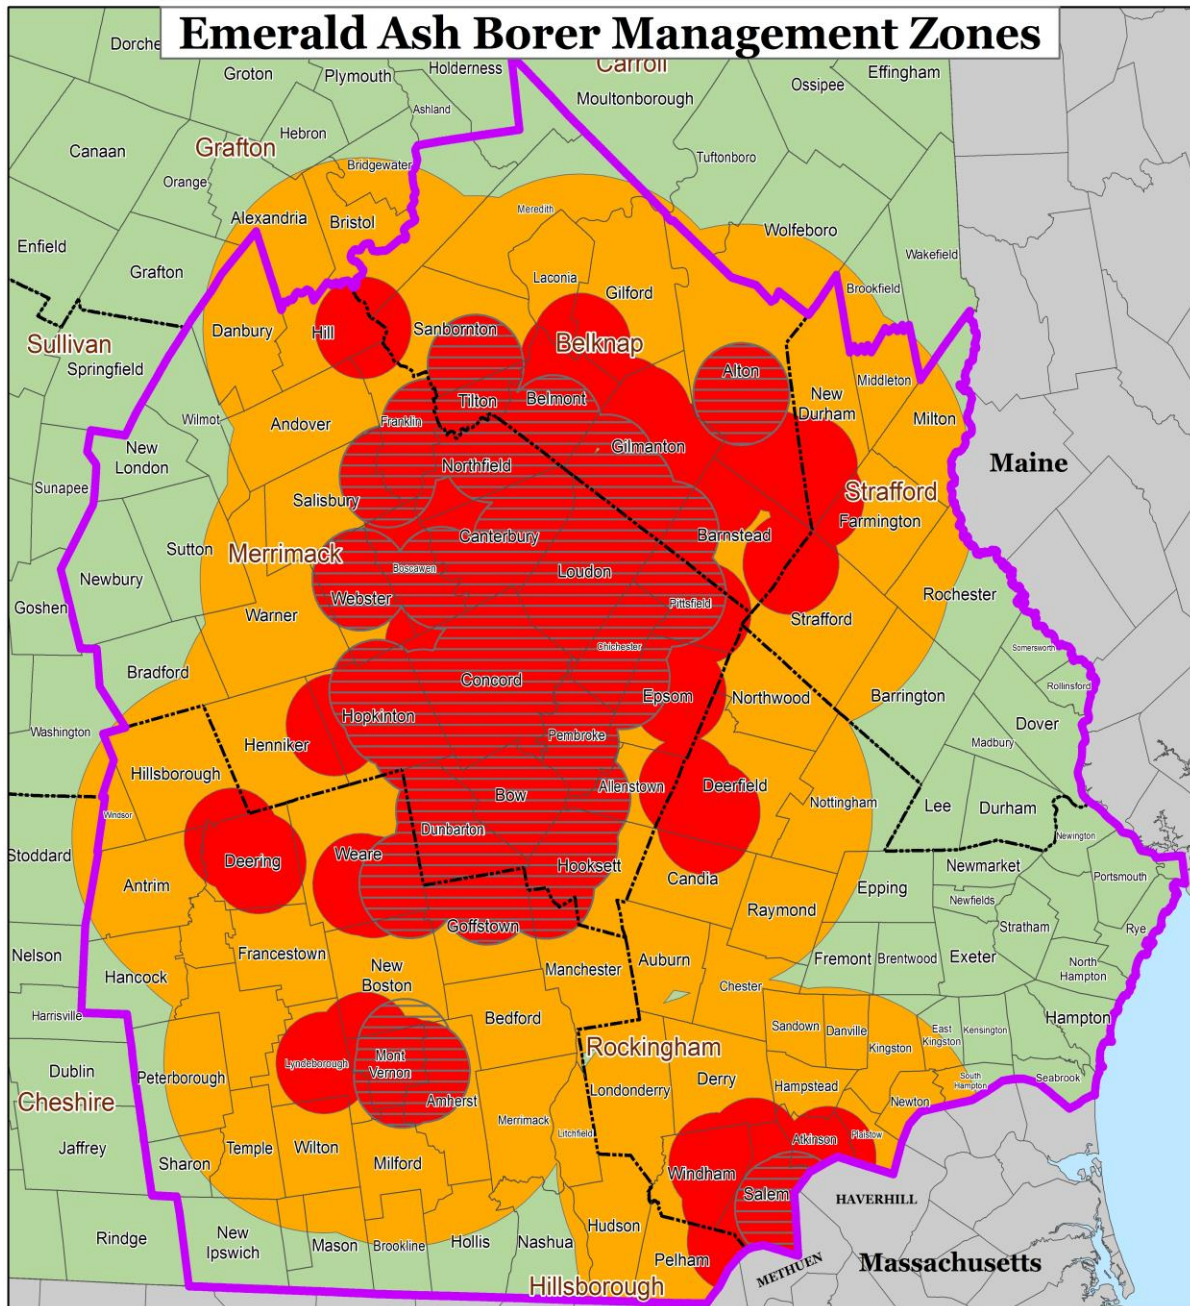 Emerald Ash Borer Management Zones
Dorche
Groton
Plymouth
Holderness
Carroll
Moultonborough
Ossipee
Effingham
Ashland
Canaan
Grafton
Hebron
Bridgewater
Tuftonboro
Orange
Alexandria
Bristol
Meredith
Wolfeboro
Enfield
Grafton
Laconia
Gilford
Wakefield
Brookfield
Danbury
Hill
Sanbornton
Belknap
Sullivan
Springfield
Alton
Middleton
New
Durham
Tilton
Belmont
Wilmot
Andover
Franklin
Milton
New
London
Gilmanton
Maine
Sunapee
Salisbury
Northfield
Strafford
Farmington
Sutton
Merrimack
Canterbury
Barnstead
Newbury
Boscawen
Loudon
Goshen
Webster
Pittsfield
Rochester
Warner
Strafford
Chichester
Somersworth
Bradford
Concord
Epsom
Northwood
Barrington
Rollinsford
Washington
Hopkinton
Dover
Henniker
Pembroke
Madbury
Hillsborough
Allenstown
Deerfield
Bow
Nottingham
Lee
Durham
Windsor
Dunbarton
Newington
Stoddard
Deering
Weare
Hooksett
Newmarket
Antrim
Candia
Epping
Portsmouth
Raymond
Newfields
Goffstown
Stratham
Rye
Nelson
Francestown
Fremont
Brentwood
Exeter
Hancock
New
Boston
Manchester
Auburn
North
Hampton
Chester
Harrisville
Bedford
Sandown
Danville
East
Kingston
Kensington
Hampton
Rockingham
Kingston
Dublin
Peterborough
Lyndeborough
Mont
Vernon
Derry
Hampstead
South
Hampton
Seabrook
Cheshire
Amherst
Londonderry
Newton
Merrimack
Litchfield
Jaffrey
Sharon
Temple
Wilton
Milford
Atkinson
Plaistow
Windham
Salem
HAVERHILL
Rindge
New
Ipswich
Mason
Brookline
Hollis
Nashua
Hudson
Pelham
METHUEN
Massachusetts
Hillsborough